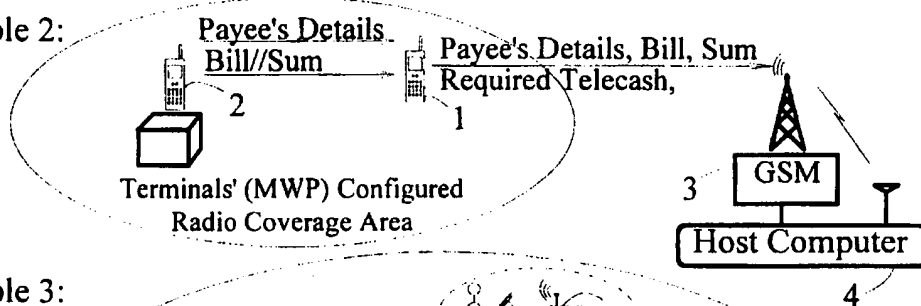 ple 2:
Payee's Details
Bill//Sum
Payee's Details, Bill, Sum
Required Telecash,
2
1
Terminals' (MWP) Configured
Radio Coverage Area
3
GSM
Host Computer
4
ple 3: